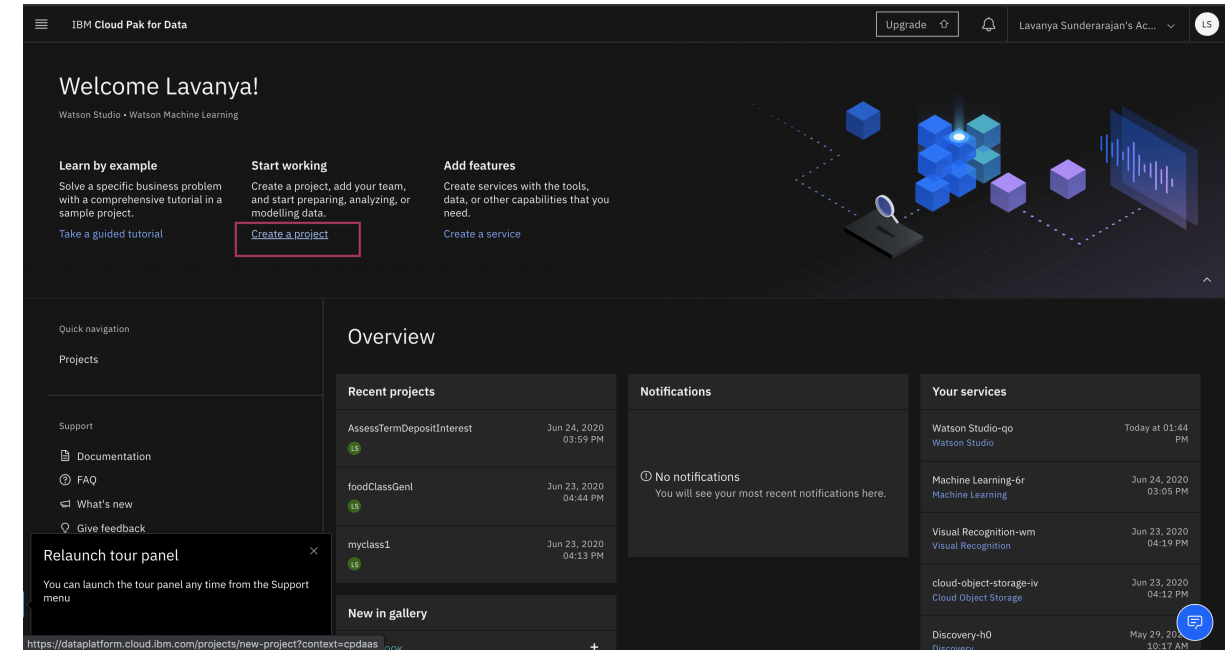 IBM Cloud Pak for Data
Upgrade
Lavanya Sunderarajan's Ac...
LS
Welcome Lavanya!
Watson Studio • Watson Machine Learning
Learn by example
Solve a specific business problem
with a comprehensive tutorial in a
sample project.
Take a guided tutorial
Start working
Create a project, add your team,
and start preparing, analyzing, or
modelling data.
Create a project
Add features
Create services with the tools,
data, or other capabilities that you
need.
Create a service
Quick navigation
Projects
Support
Documentation
FAQ
What's new
Give feedback
Relaunch tour panel
You can launch the tour panel any time from the Support
menu
https://dataplatform.cloud.ibm.com/projects/new-project?context=cpdaas
Overview
Recent projects
AssessTermDepositInterest
Jun 24, 2020
03:59 PM
LS
foodClassGenl
Jun 23, 2020
04:44 PM
LS
myclass1
Jun 23, 2020
04:13 PM
LS
New in gallery
Notifications
No notifications
You will see your most recent notifications here.
Your services
Watson Studio-qo
Today at 01:44
PM
Watson Studio
Machine Learning-6r
Jun 24, 2020
03:05 PM
Machine Learning
Visual Recognition-wm
Jun 23, 2020
04:19 PM
Visual Recognition
cloud-object-storage-iv
Jun 23, 2020
04:12 PM
Cloud Object Storage
Discovery-h0
May 29, 2020
10:17 AM
Discovery